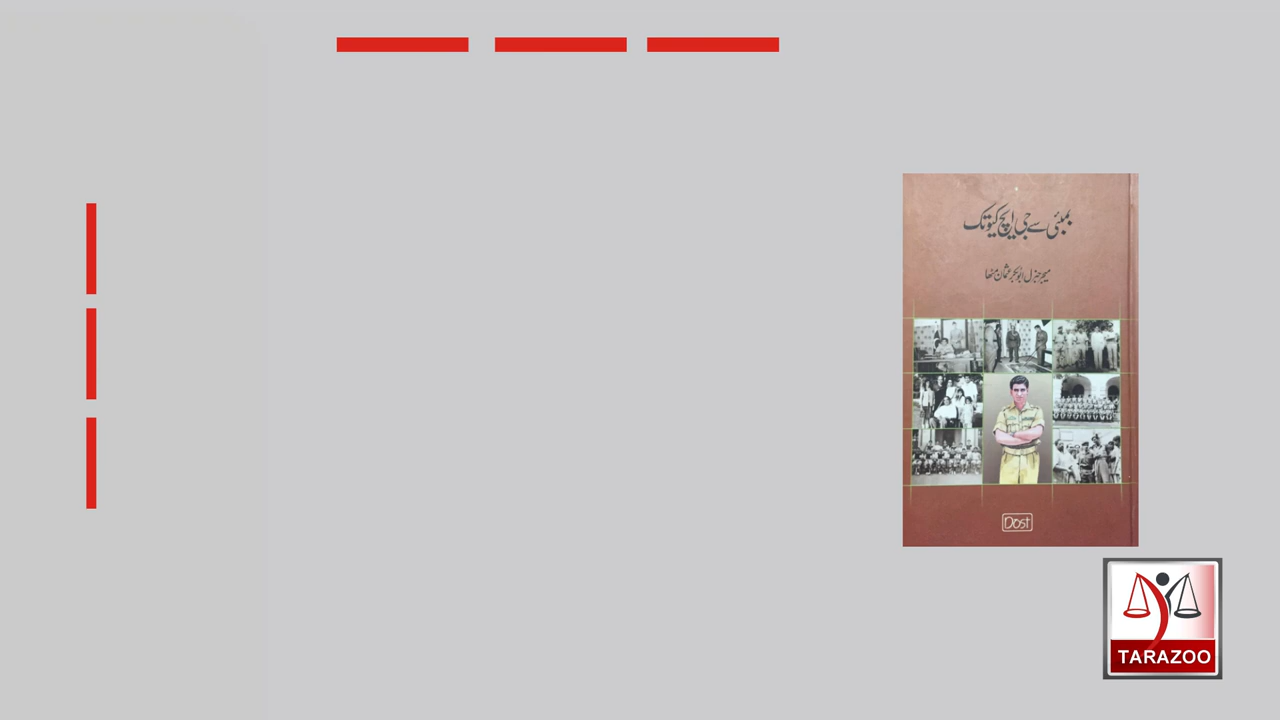 بمبئی سے جی ایچ کیو تک
میجر جنرل ابوبکر عثمان مٹھا
Dost
TARAZOO